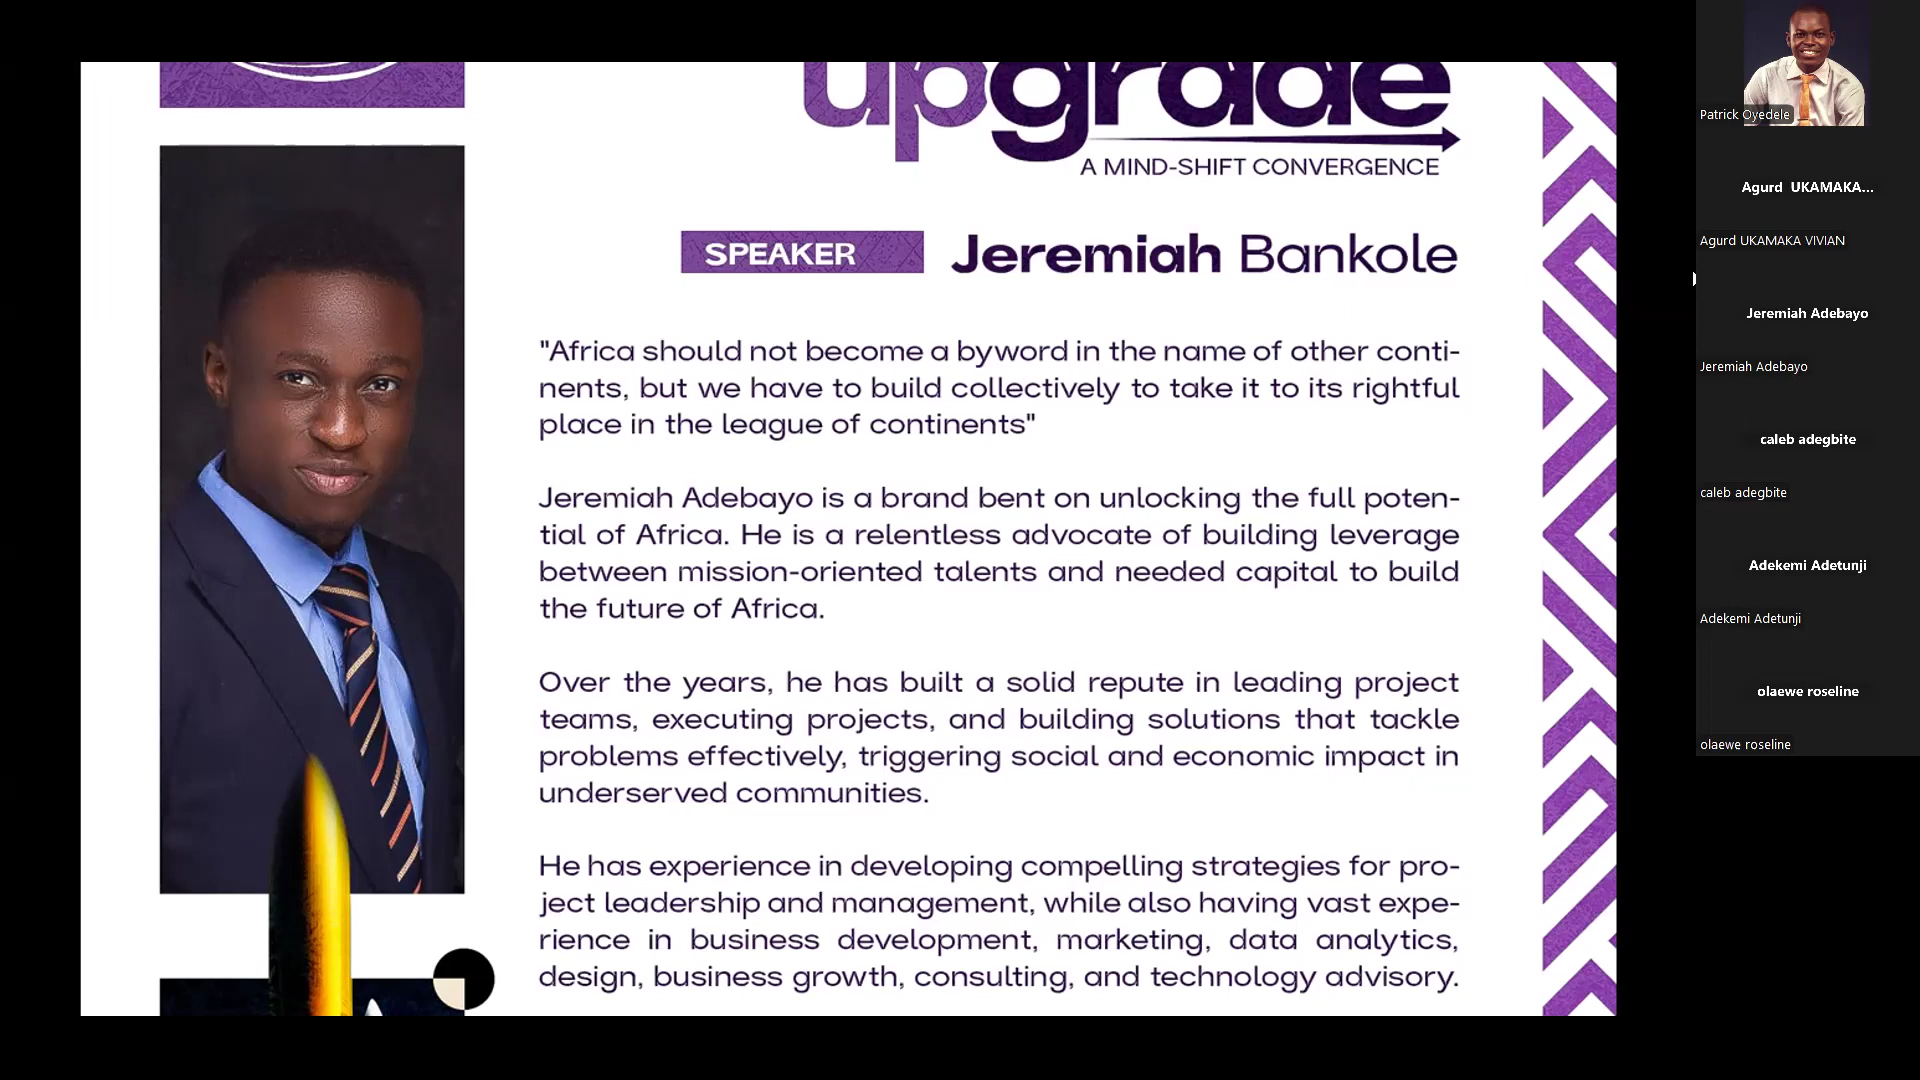 upgrade
A MIND-SHIFT CONVERGENCE
SPEAKER Jeremiah Bankole
"Africa should not become a byword in the name of other conti-
nents, but we have to build collectively to take it to its rightful
place in the league of continents"
Jeremiah Adebayo is a brand bent on unlocking the full poten-
tial of Africa. He is a relentless advocate of building leverage
between mission-oriented talents and needed capital to build
the future of Africa.
Over the years, he has built a solid repute in leading project
teams, executing projects, and building solutions that tackle
problems effectively, triggering social and economic impact in
underserved communities.
He has experience in developing compelling strategies for pro-
ject leadership and management, while also having vast expe-
rience in business development, marketing, data analytics,
design, business growth, consulting, and technology advisory.
Patrick Oyedele
Agurd UKAMAKA...
Agurd UKAMAKA VIVIAN
Jeremiah Adebayo
Jeremiah Adebayo
caleb adegbite
caleb adegbite
Adekemi Adetunji
Adekemi Adetunji
olaewe roseline
olaewe roseline